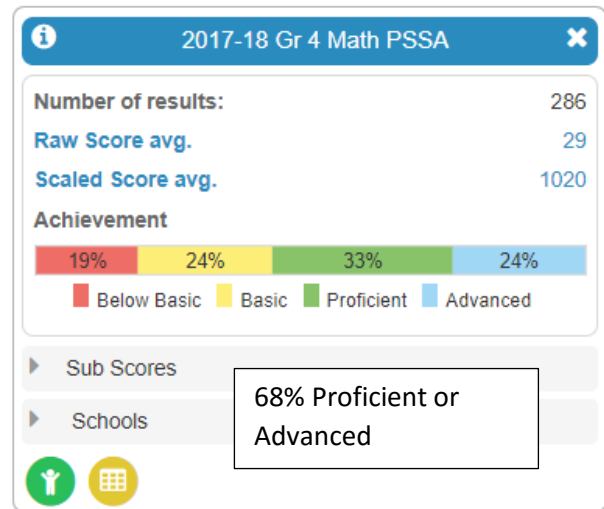 2017-18 Gr 4 Math PSSA
Number of results: 286
Raw Score avg. 29
Scaled Score avg. 1020
Achievement
19% 24% 33% 24%
Below Basic Basic Proficient Advanced
Sub Scores
68% Proficient or
Advanced
Schools